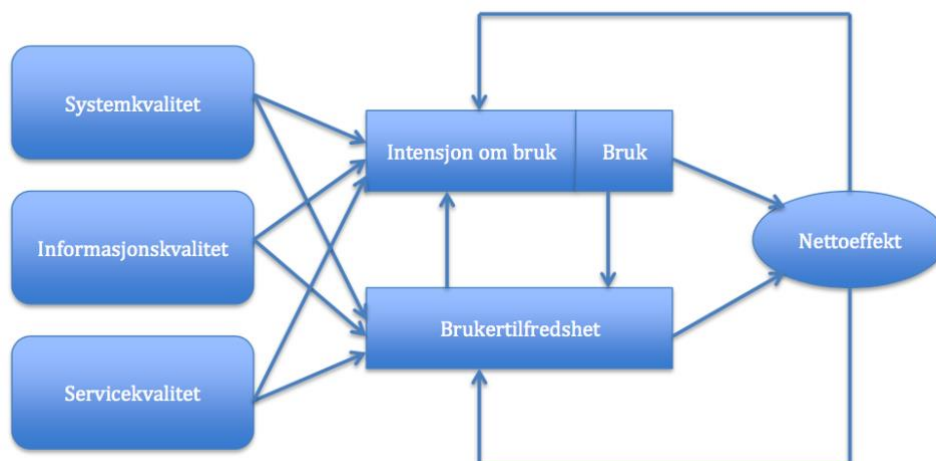 Systemkvalitet
Intensjon om bruk
Bruk
Informasjonskvalitet
Nettoeffekt
Brukertilfredshet
Servicekvalitet